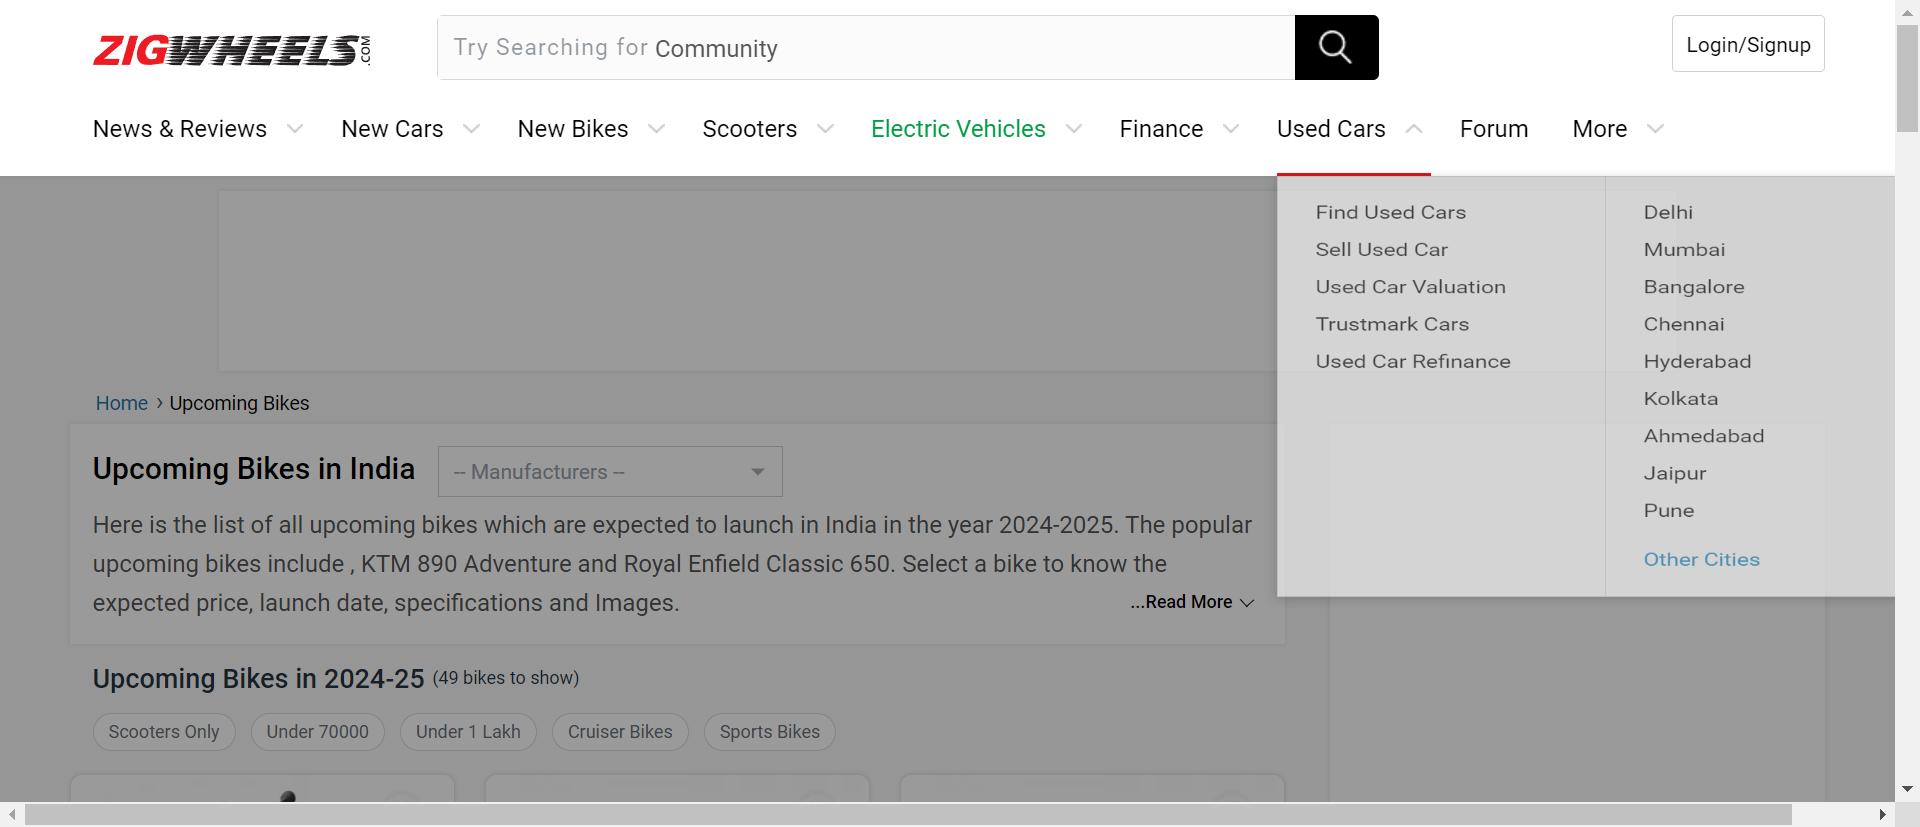 ZIGWHEELS.COM
Try Searching for Community
Login/Signup
News & Reviews
New Cars
New Bikes
Scooters
Electric Vehicles
Finance
Used Cars
Forum
More
Find Used Cars
Sell Used Car
Used Car Valuation
Trustmark Cars
Used Car Refinance
Delhi
Mumbai
Bangalore
Chennai
Hyderabad
Kolkata
Ahmedabad
Jaipur
Pune
Other Cities
Home › Upcoming Bikes
Upcoming Bikes in India
-- Manufacturers --
Here is the list of all upcoming bikes which are expected to launch in India in the year 2024-2025. The popular
upcoming bikes include , KTM 890 Adventure and Royal Enfield Classic 650. Select a bike to know the
expected price, launch date, specifications and Images.
...Read More
Upcoming Bikes in 2024-25 (49 bikes to show)
Scooters Only
Under 70000
Under 1 Lakh
Cruiser Bikes
Sports Bikes